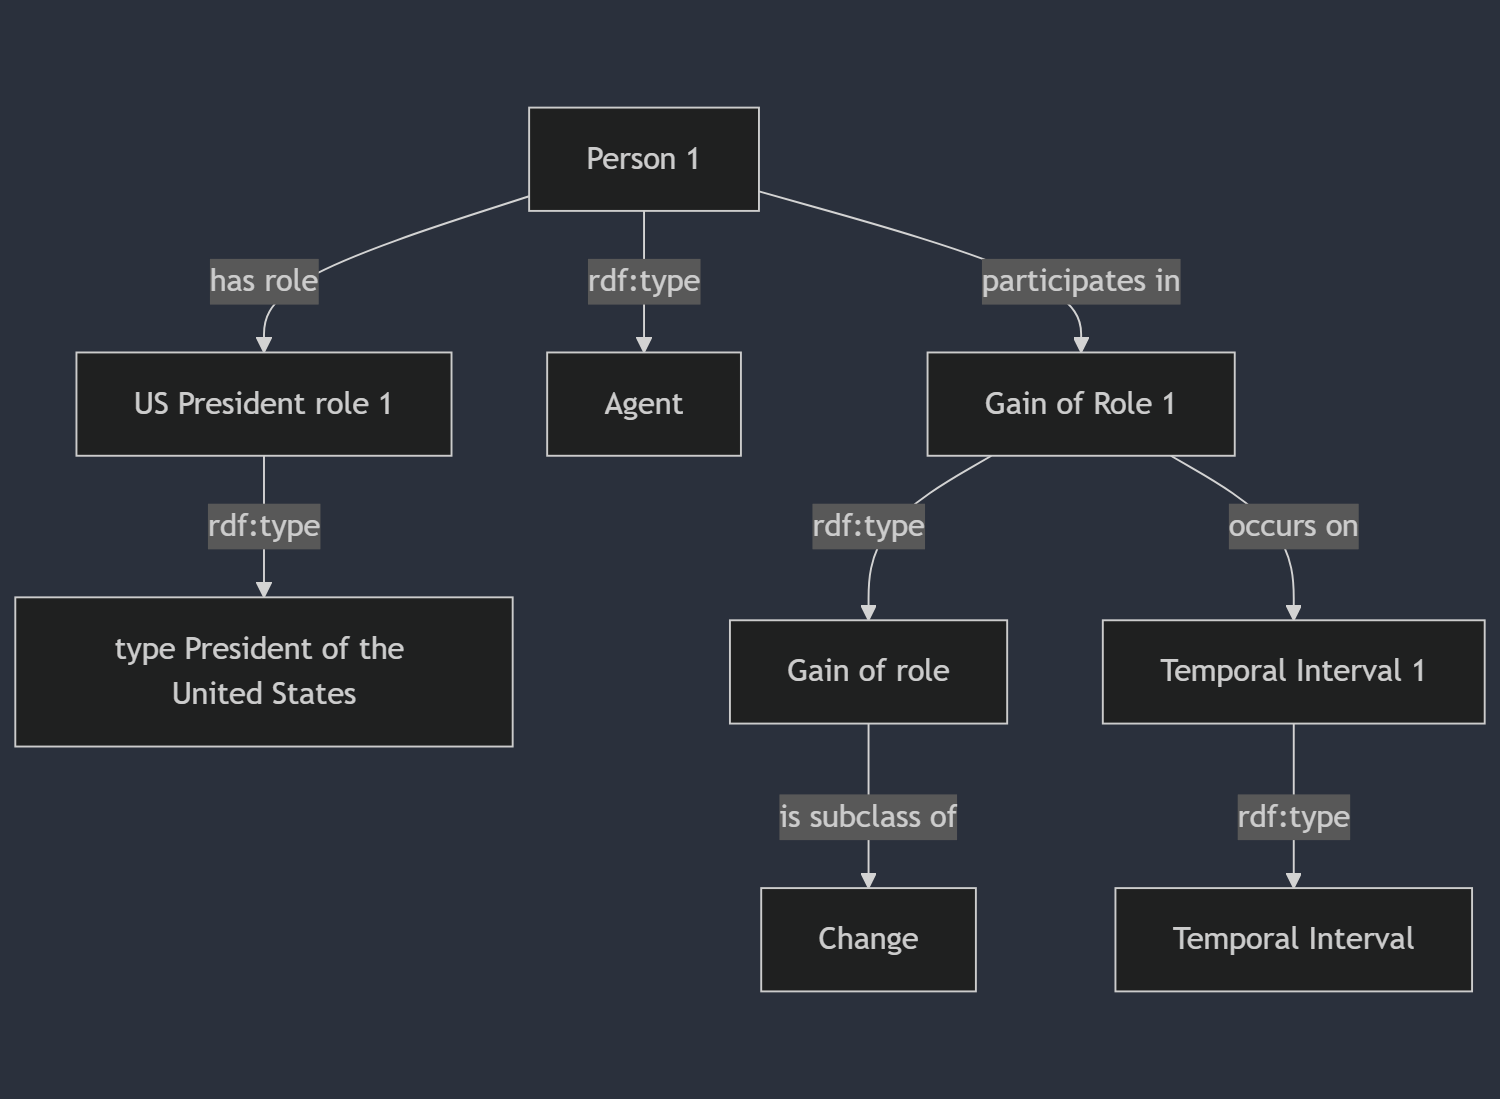 Person 1
has role
rdf:type
participates in
US President role 1
Agent
Gain of Role 1
rdf:type
rdf:type
occurs on
type President of the
United States
Gain of role
Temporal Interval 1
is subclass of
rdf:type
Change
Temporal Interval